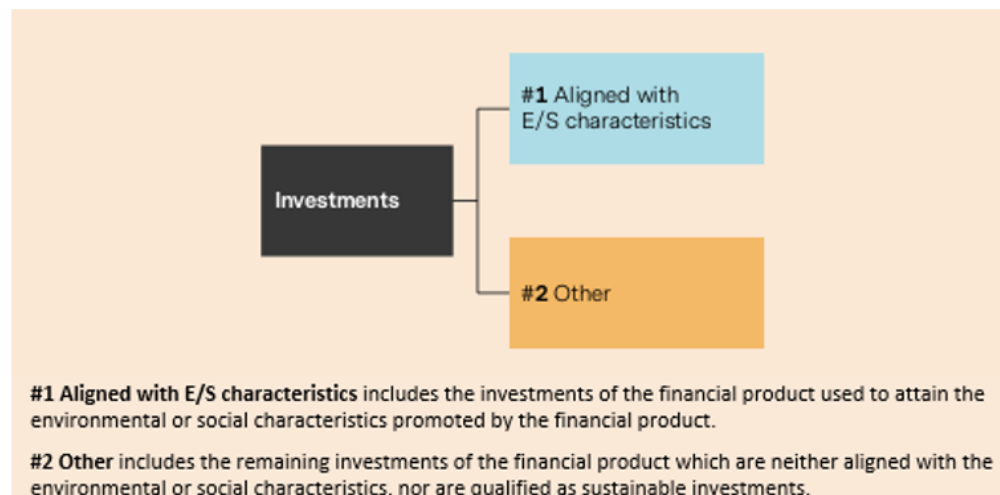 #1 Aligned with
E/S characteristics
Investments
#2 Other
#1 Aligned with E/S characteristics includes the investments of the financial product used to attain the
environmental or social characteristics promoted by the financial product.
#2 Other includes the remaining investments of the financial product which are neither aligned with the
environmental or social characteristics, nor are qualified as sustainable investments.